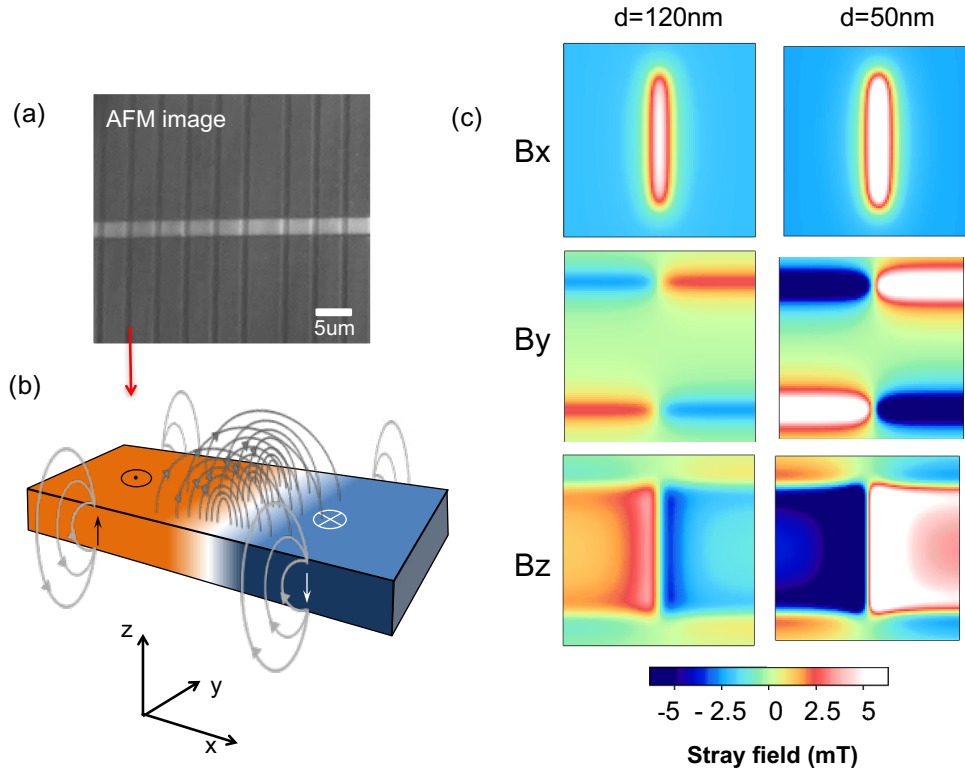 (a)
AFM image
5um
(b)
z
y
x
(c)
d=120nm
d=50nm
Bx
By
Bz
-5
- 2.5
0
2.5
5
Stray field (mT)